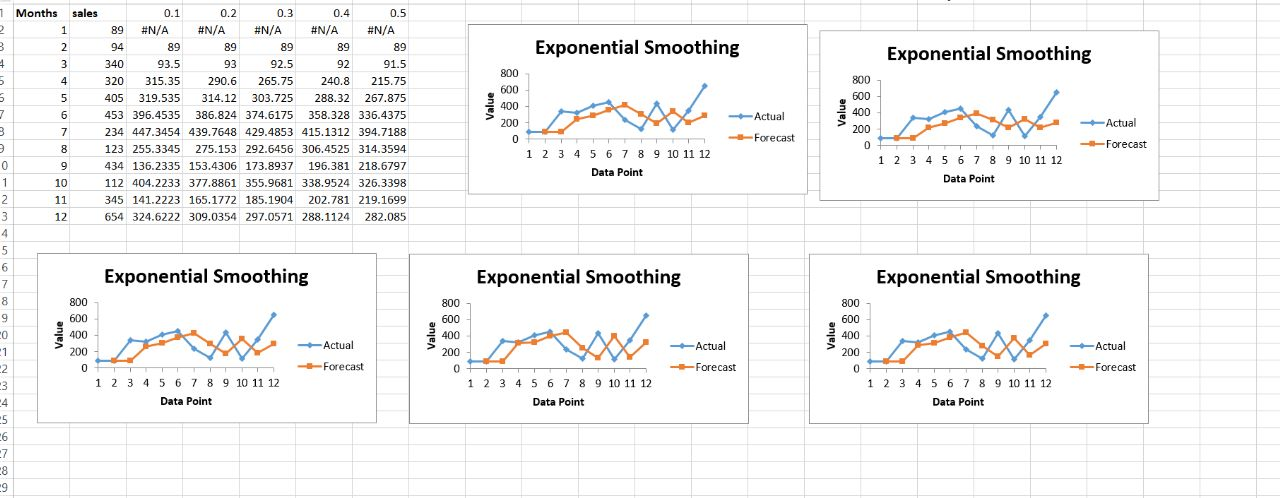 Months sales 0.1 0.2 0.3 0.4 0.5
1 89 #N/A #N/A #N/A #N/A #N/A
2 94 89 89 89 89 89
3 340 93.5 93 92.5 92 91.5
4 320 315.35 290.6 265.75 240.8 215.75
5 405 319.535 314.12 303.725 288.32 267.875
6 453 396.4535 386.824 374.6175 358.328 336.4375
7 234 447.3454 439.7648 429.4853 415.1312 394.7188
8 123 255.3345 275.153 292.6456 306.4525 314.3594
9 434 136.2335 153.4306 173.8937 196.381 218.6797
10 112 404.2233 377.8861 355.9681 338.9524 326.3398
11 345 141.2223 165.1772 185.1904 202.781 219.1699
12 654 324.6222 309.0354 297.0571 288.1124 282.085
Exponential Smoothing
Value
800
600
400
200
0
1 2 3 4 5 6 7 8 9 10 11 12
Data Point
Actual
Forecast
Exponential Smoothing
Value
800
600
400
200
0
1 2 3 4 5 6 7 8 9 10 11 12
Data Point
Actual
Forecast
Exponential Smoothing
Value
800
600
400
200
0
1 2 3 4 5 6 7 8 9 10 11 12
Data Point
Actual
Forecast
Exponential Smoothing
Value
800
600
400
200
0
1 2 3 4 5 6 7 8 9 10 11 12
Data Point
Actual
Forecast
Exponential Smoothing
Value
800
600
400
200
0
1 2 3 4 5 6 7 8 9 10 11 12
Data Point
Actual
Forecast